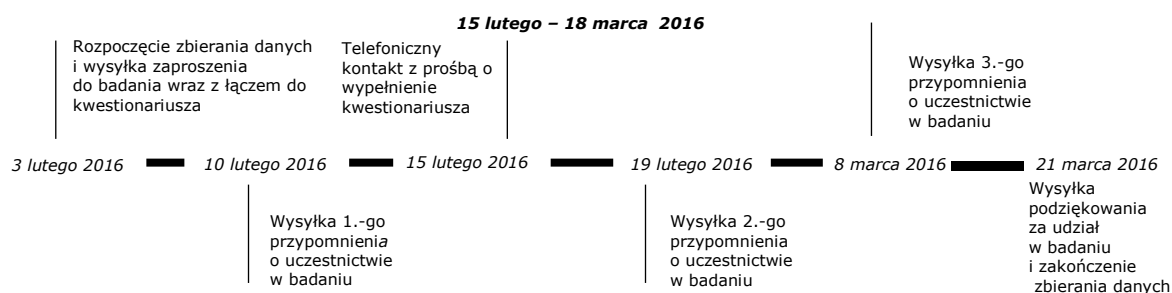 15 lutego – 18 marca  2016
Rozpoczęcie zbierania danych
i wysyłka zaproszenia
do badania wraz z łączem do
kwestionariusza
Telefoniczny
kontakt z prośbą o
wypełnienie
kwestionariusza
Wysyłka 3.-go
przypomnienia
o uczestnictwie
w badaniu
3 lutego 2016
10 lutego 2016
15 lutego 2016
19 lutego 2016
8 marca 2016
21 marca 2016
Wysyłka 1.-go
przypomnienia
o uczestnictwie
w badaniu
Wysyłka 2.-go
przypomnienia
o uczestnictwie
w badaniu
Wysyłka
podziękowania
za udział
w badaniu
i zakończenie
zbierania danych